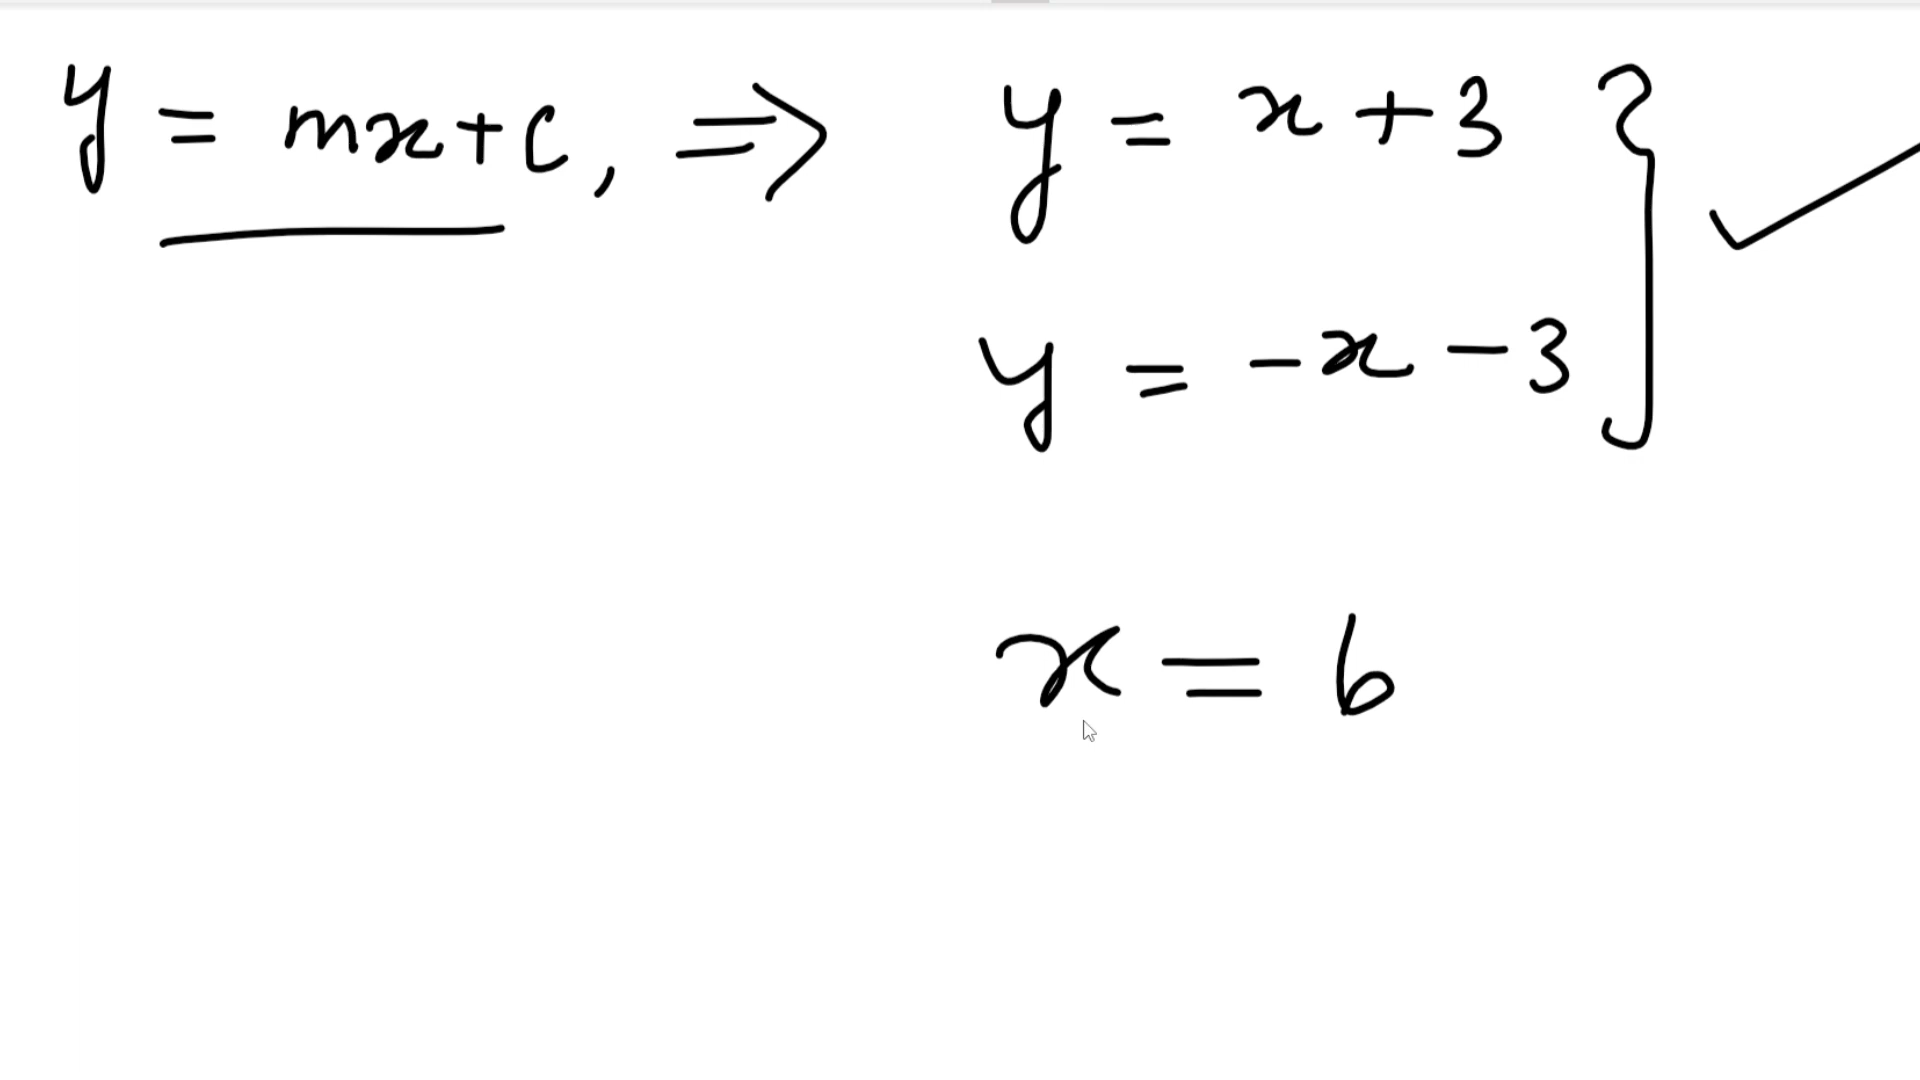 y = mx+c, => y = x+3 }
y = -x-3
x = 6